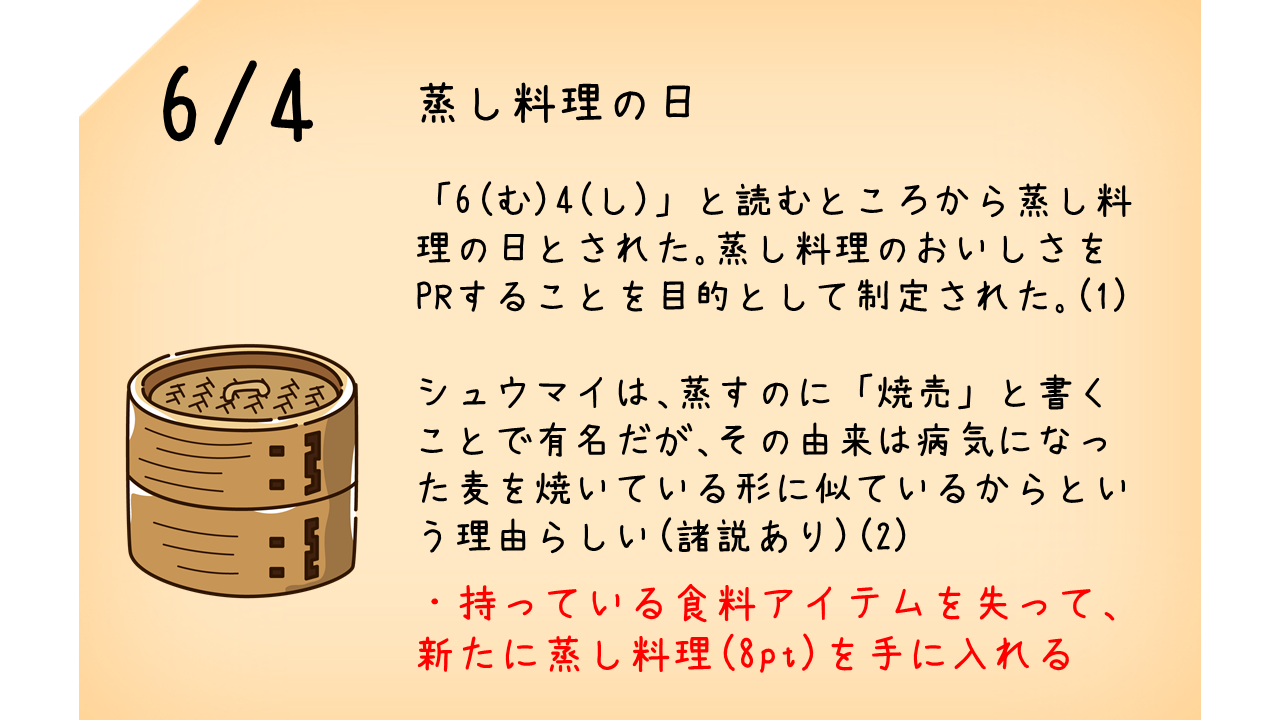 6/4
蒸し料理の日
「6(む)4(し)」と読むところから蒸し料
理の日とされた。蒸し料理のおいしさを
PRすることを目的として制定された。(1)
シュウマイは、蒸すのに「焼売」と書く
ことで有名だが、その由来は病気になっ
た麦を焼いている形に似ているからとい
う理由らしい(諸説あり)(2)
・持っている食料アイテムを失って、
新たに蒸し料理(8pt)を手に入れる